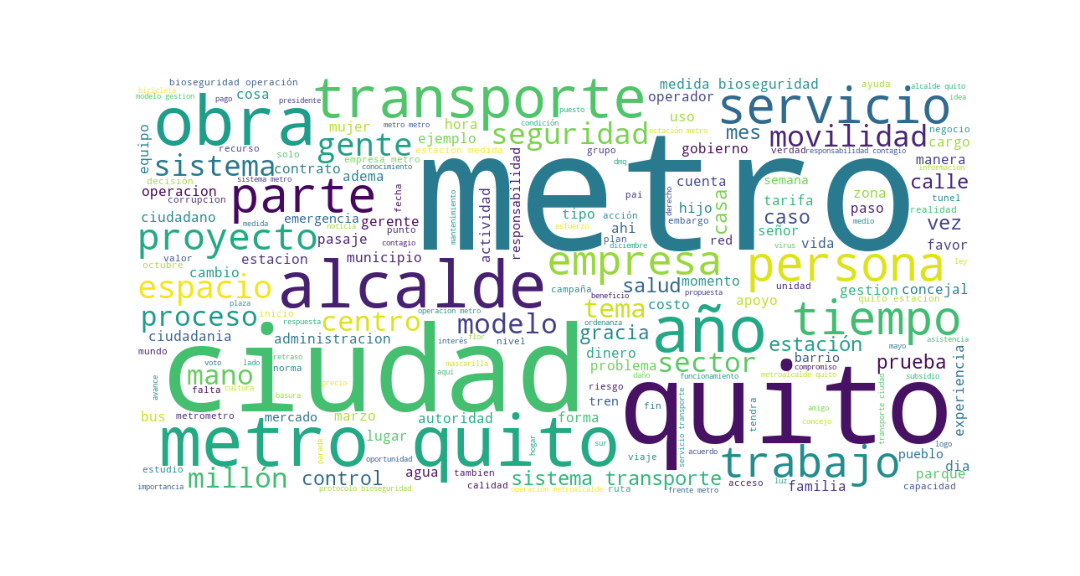 bioseguridad operación
bicicleta
modelo gestion
cosa
pago
presidente
transporte
medida bioseguridad
ayuda
alcalde quito
operador
servicio
idea
obra
metro metro
puesto
uso
equipo
mujer
hora
condición
estación metro
mes
movilidad
negocio
cargo
recurso
solo
gente
ejemplo
seguridad
grupo
gobierno
verdad
responsabilidad contagio
manera
sistema
contrato
empresa metro
estación medida
conocimiento
adema
metro
dmq
informacion
decisión
sistema metro
parte
fecha
responsabilidad
pai
derecho
cuenta
semana
tunel
operacion
corrupcion
actividad
mantenimiento
hijo
casa
tarifa
zona
calle
ciudadano
emergencia
gerente
tipo
acción
embargo
caso
paso
realidad
medida
noticia
punto
esfuerzo
ahi
señor
vez
proyecto
pasaje
contagio
plan
red
virus
vida
favor
valor
estacion
municipio
diciembre
empresa
persona
ley
octubre
cambio
alcalde
campaña
salud
momento
unidad
propuesta
espacio
gestion
concejal
plaza
beneficio
costo
apoyo
quito estacion
proceso
inicio
respuesta
centro
operacion metro
modelo
tema
año
tiempo
ordenanza
gracia
ciudadania
administracion
interés
nivel
flor
dinero
estación
mayo
asistencia
mundo
retraso
ciudad
mascarilla
aqui
problema
sector
barrio
compromiso
prueba
experiencia
avance
voto
lado
norma
mano
daño
funcionamiento
metroalcalde quito
subsidio
falta
cultura
basura
precio
riesgo
tren
quito
transporte ciudad
bus
metrometro
mercado
marzo
autoridad
forma
fin
amigo
concejo
logo
tendra
servicio transporte
metro quito
lugar
parada
hogar
sur
acuerdo
pueblo
estudio
oportunidad
agua
tambien
viaje
trabajo
dia
millón
control
calidad
sistema transporte
acceso
luz
parque
importancia
protocolo bioseguridad
operacion metroalcalde
ruta
frente metro
familia
capacidad
medio